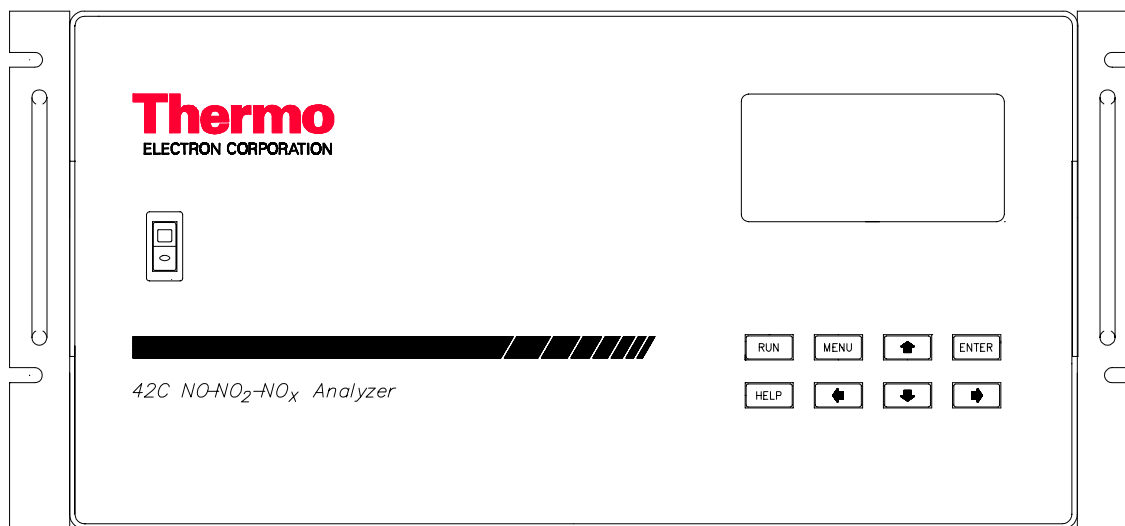 Thermo
ELECTRON CORPORATION
RUN MENU ENTER
HELP
42C NO-NO₂-NOₓ Analyzer